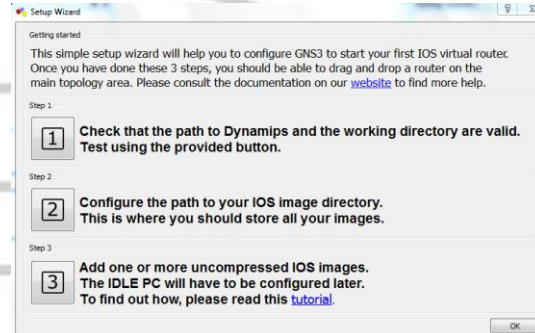 Setup Wizard
Getting started
This simple setup wizard will help you to configure GNS3 to start your first IOS virtual router.
Once you have done these 3 steps, you should be able to drag and drop a router on the
main topology area. Please consult the documentation on our website to find more help.
Step 1
1
Check that the path to Dynamips and the working directory are valid.
Test using the provided button.
Step 2
2
Configure the path to your IOS image directory.
This is where you should store all your images.
Step 3
3
Add one or more uncompressed IOS images.
The IDLE PC will have to be configured later.
To find out how, please read this tutorial.
OK